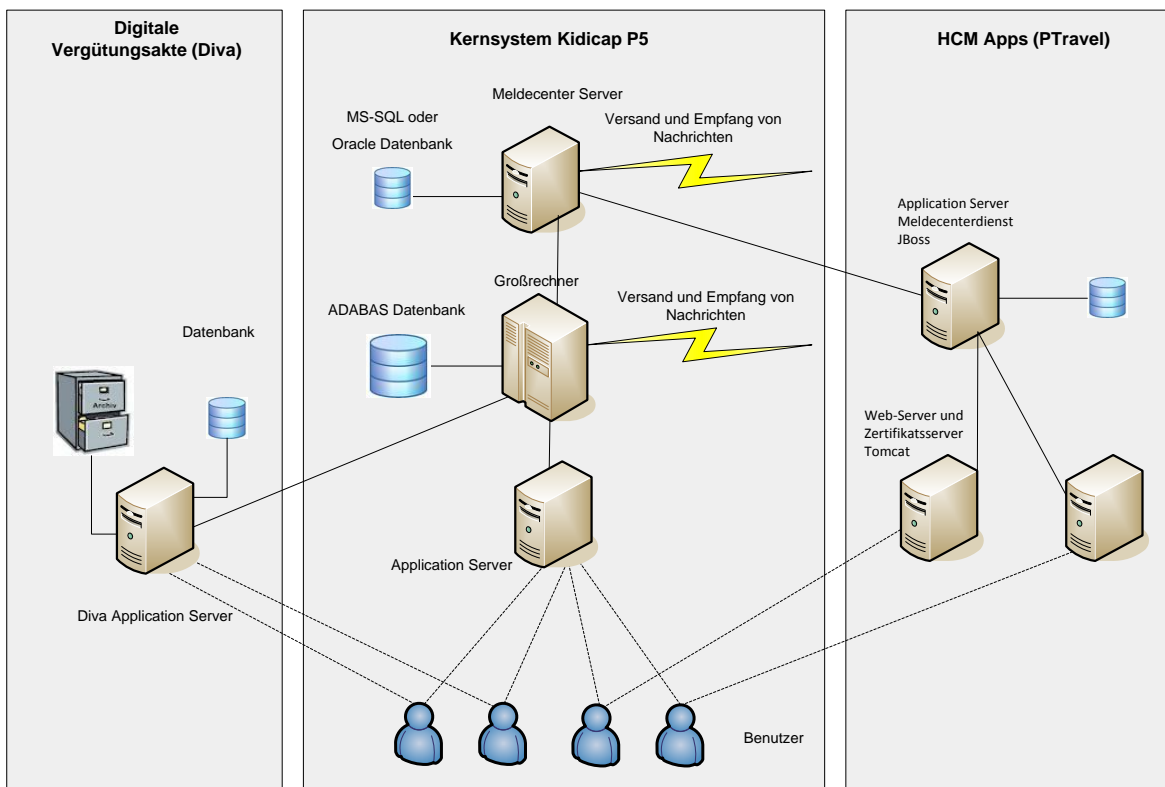 Digitale
Vergütungsakte (Diva)
Datenbank
Archiv
Diva Application Server
Kernsystem Kidicap P5
Meldecenter Server
MS-SQL oder
Oracle Datenbank
Versand und Empfang von
Nachrichten
Großrechner
ADABAS Datenbank
Versand und Empfang von
Nachrichten
Application Server
Benutzer
HCM Apps (PTravel)
Application Server
Meldecenterdienst
JBoss
Web-Server und
Zertifikatsserver
Tomcat